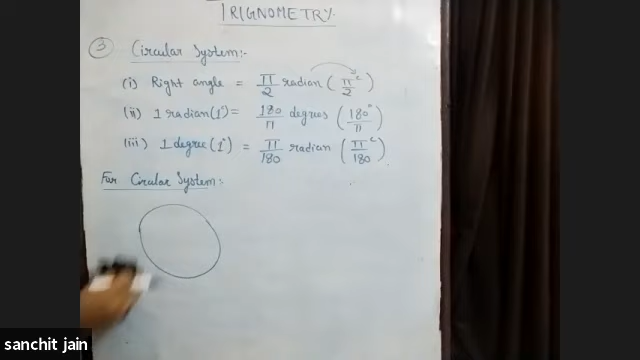 TRIGNOMETRY
③ Circular System:-
(i) Right angle = π/2 radian (π/2 ᶜ)
(ii) 1 radian (1ᶜ) = 180/π degrees (180°/π)
(iii) 1 degree (1°) = π/180 radian (π/180 ᶜ)
For Circular System:
sanchit jain